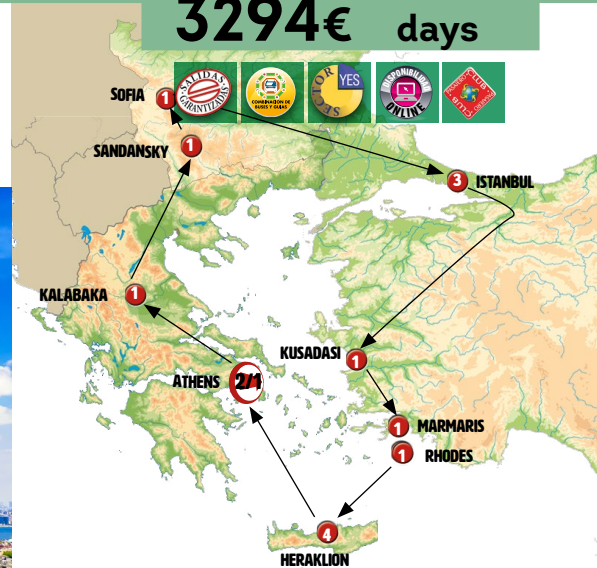 3294€ days
SALIDAS
GARANTIZADAS
COMBINACION DE
BUSES Y GUIAS
SECTOR
YES
DISPONIBILIDAD
ONLINE
PASAJERO CLUB
SOFIA
1
SANDANSKY
1
3
ISTANBUL
KALABAKA
1
KUSADASI
1
ATHENS
2/1
1
MARMARIS
1
RHODES
4
HERAKLION